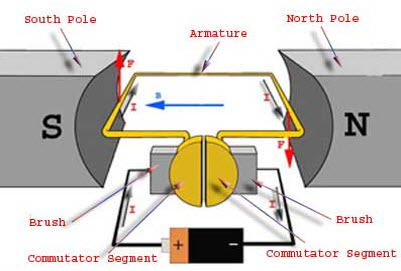 South Pole
Armature
North Pole
F
I
B
I
S
N
F
Brush
I
I
Brush
Commutator Segment
+
−
Commutator Segment